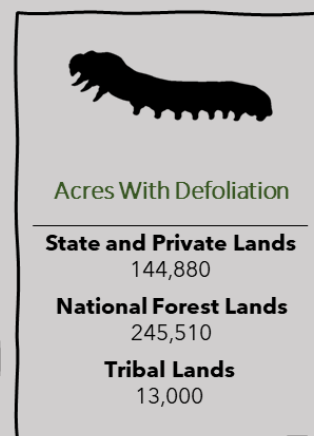 Acres With Defoliation
State and Private Lands
144,880
National Forest Lands
245,510
Tribal Lands
13,000